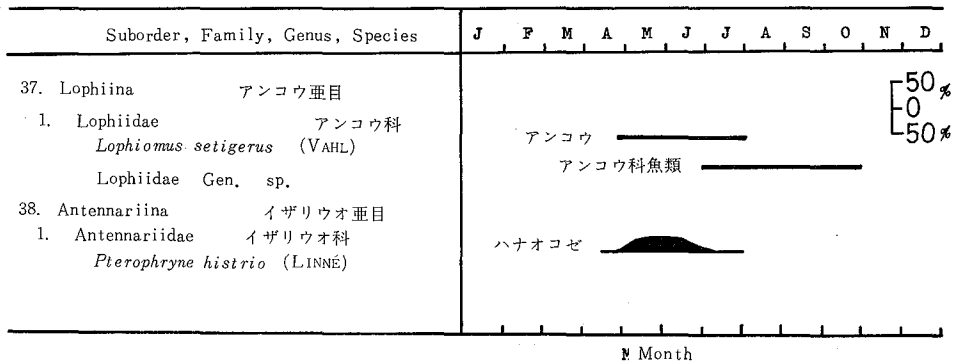 Suborder, Family, Genus, Species J F M A M J J A S O N D
37. Lophiina アンコウ亜目
50%
0
50%
1. Lophiidae アンコウ科
アンコウ
Lophiomus setigerus (VAHL)
アンコウ科魚類
Lophiidae Gen. sp.
38. Antennariina イザリウオ亜目
1. Antennariidae イザリウオ科
ハナオコゼ
Pterophryne histrio (LINNÉ)
Month